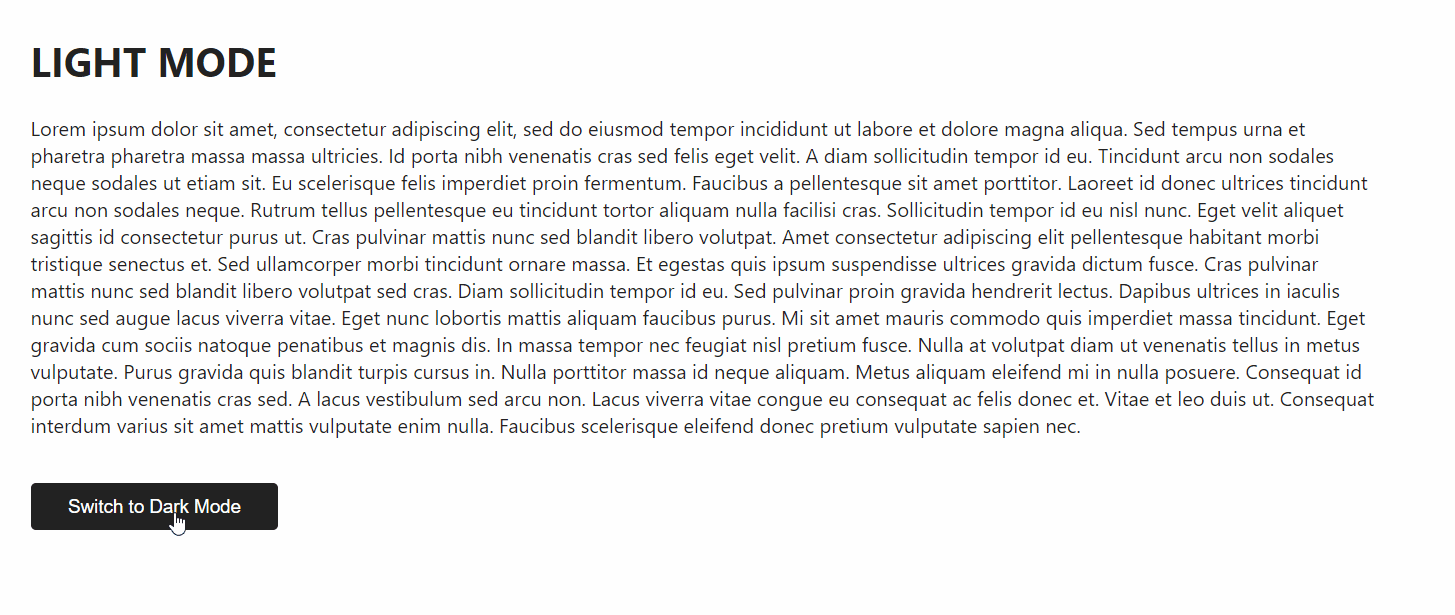 LIGHT MODE
Lorem ipsum dolor sit amet, consectetur adipiscing elit, sed do eiusmod tempor incididunt ut labore et dolore magna aliqua. Sed tempus urna et
pharetra pharetra massa massa ultricies. Id porta nibh venenatis cras sed felis eget velit. A diam sollicitudin tempor id eu. Tincidunt arcu non sodales
neque sodales ut etiam sit. Eu scelerisque felis imperdiet proin fermentum. Faucibus a pellentesque sit amet porttitor. Laoreet id donec ultrices tincidunt
arcu non sodales neque. Rutrum tellus pellentesque eu tincidunt tortor aliquam nulla facilisi cras. Sollicitudin tempor id eu nisl nunc. Eget velit aliquet
sagittis id consectetur purus ut. Cras pulvinar mattis nunc sed blandit libero volutpat. Amet consectetur adipiscing elit pellentesque habitant morbi
tristique senectus et. Sed ullamcorper morbi tincidunt ornare massa. Et egestas quis ipsum suspendisse ultrices gravida dictum fusce. Cras pulvinar
mattis nunc sed blandit libero volutpat sed cras. Diam sollicitudin tempor id eu. Sed pulvinar proin gravida hendrerit lectus. Dapibus ultrices in iaculis
nunc sed augue lacus viverra vitae. Eget nunc lobortis mattis aliquam faucibus purus. Mi sit amet mauris commodo quis imperdiet massa tincidunt. Eget
gravida cum sociis natoque penatibus et magnis dis. In massa tempor nec feugiat nisl pretium fusce. Nulla at volutpat diam ut venenatis tellus in metus
vulputate. Purus gravida quis blandit turpis cursus in. Nulla porttitor massa id neque aliquam. Metus aliquam eleifend mi in nulla posuere. Consequat id
porta nibh venenatis cras sed. A lacus vestibulum sed arcu non. Lacus viverra vitae congue eu consequat ac felis donec et. Vitae et leo duis ut. Consequat
interdum varius sit amet mattis vulputate enim nulla. Faucibus scelerisque eleifend donec pretium vulputate sapien nec.
Switch to Dark Mode